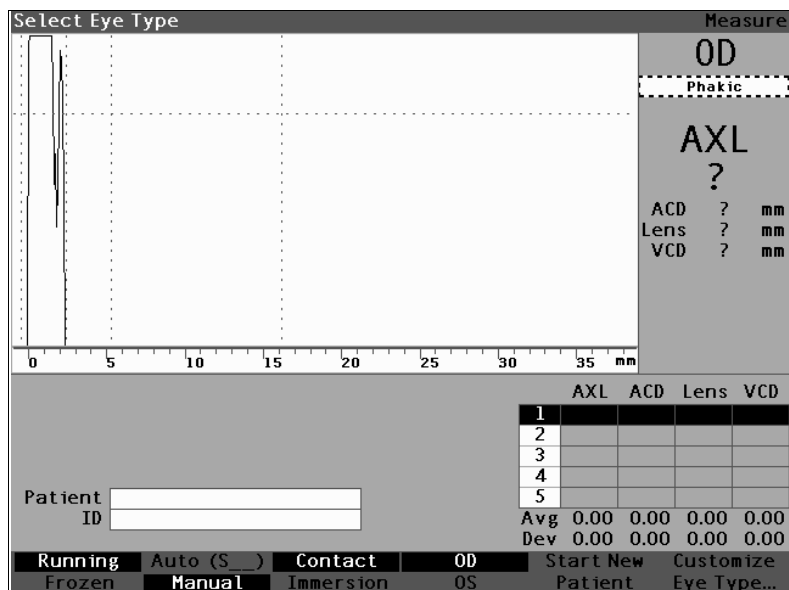 Select Eye Type Measure
OD
Phakic
AXL
?
ACD ? mm
Lens ? mm
VCD ? mm
0 5 10 15 20 25 30 35 mm
AXL ACD Lens VCD
1
2
3
4
5
Patient
ID
Avg 0.00 0.00 0.00 0.00
Dev 0.00 0.00 0.00 0.00
Running Auto (S__) Contact OD Start New Customize
Frozen Manual Immersion OS Patient Eye Type...